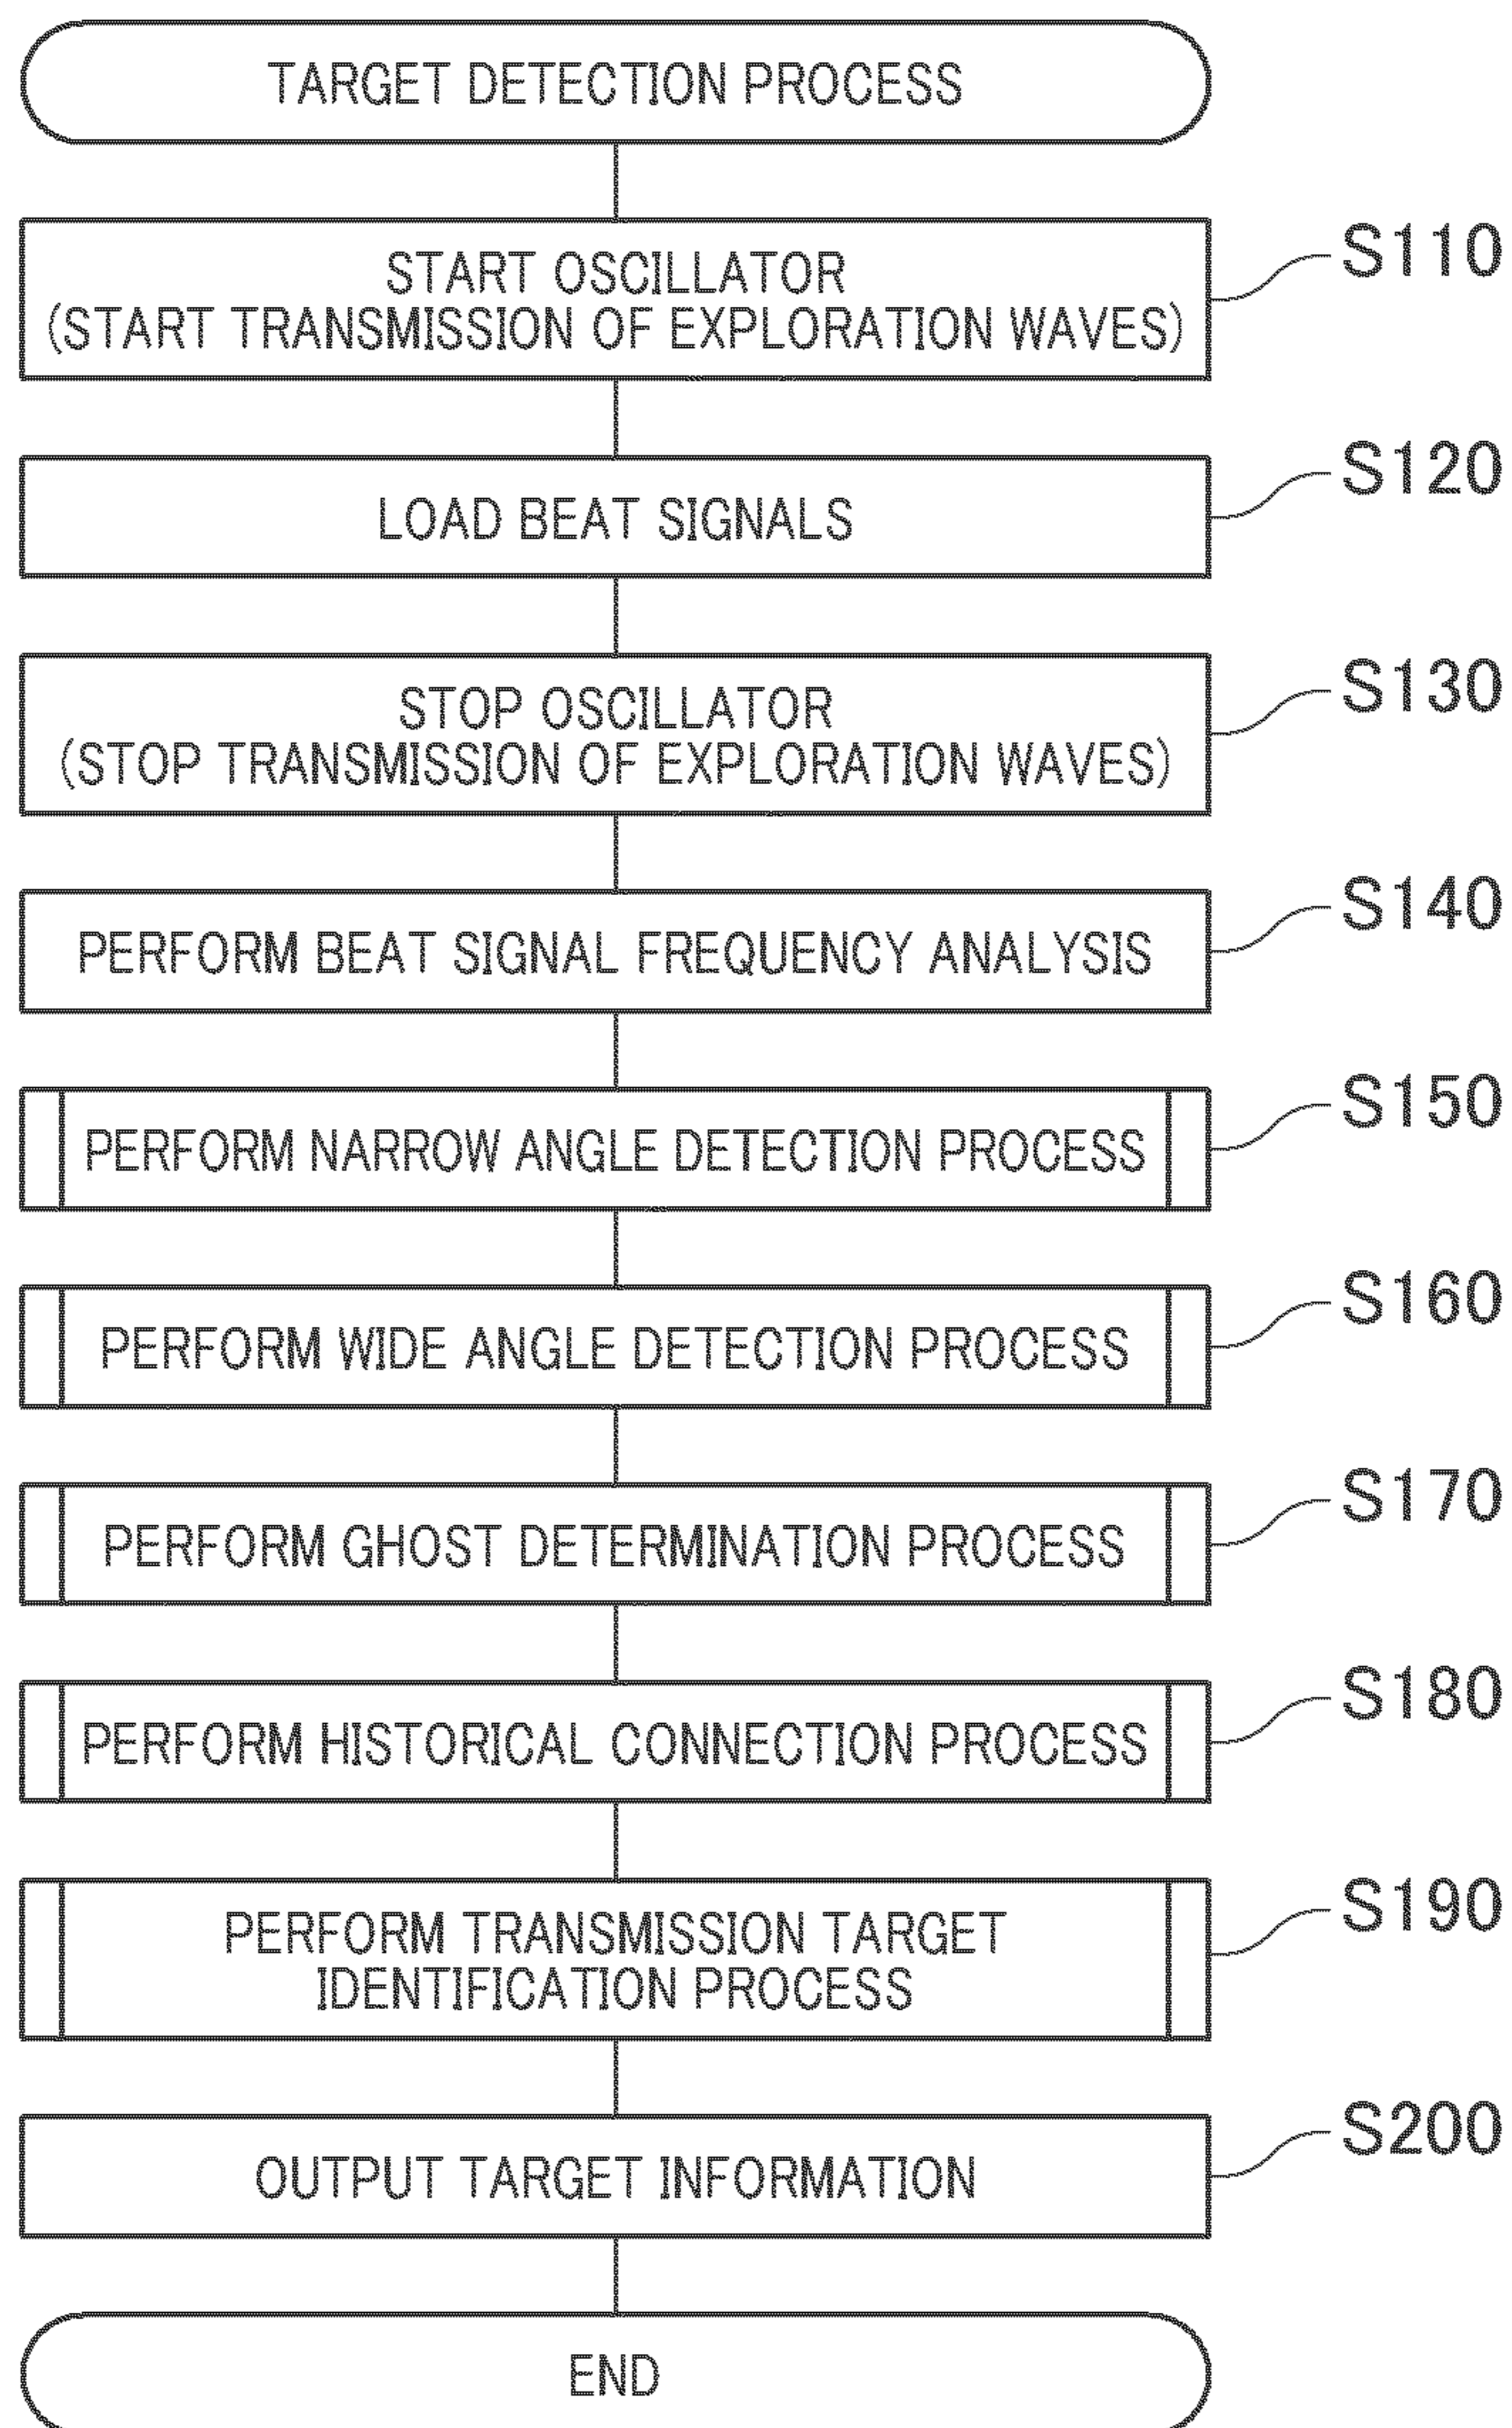 TARGET DETECTION PROCESS
START OSCILLATOR
(START TRANSMISSION OF EXPLORATION WAVES)
S110
LOAD BEAT SIGNALS
S120
STOP OSCILLATOR
(STOP TRANSMISSION OF EXPLORATION WAVES)
S130
PERFORM BEAT SIGNAL FREQUENCY ANALYSIS
S140
PERFORM NARROW ANGLE DETECTION PROCESS
S150
PERFORM WIDE ANGLE DETECTION PROCESS
S160
PERFORM GHOST DETERMINATION PROCESS
S170
PERFORM HISTORICAL CONNECTION PROCESS
S180
PERFORM TRANSMISSION TARGET
IDENTIFICATION PROCESS
S190
OUTPUT TARGET INFORMATION
S200
END